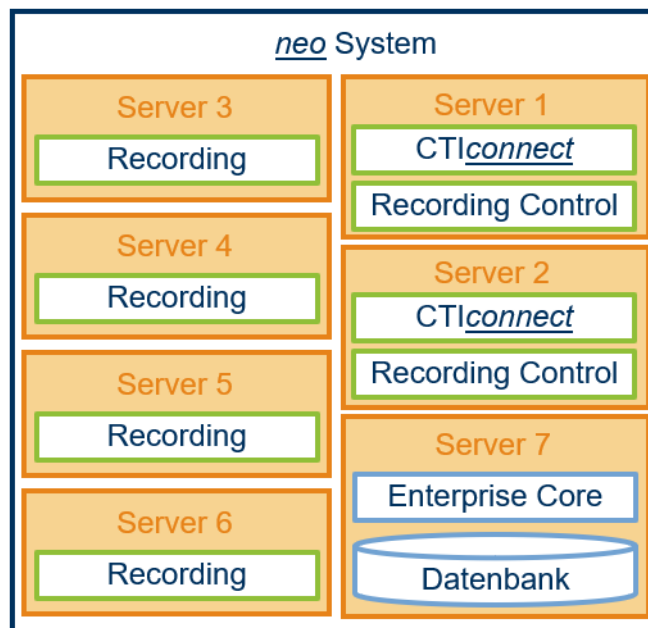 neo System
Server 3
Recording
Server 4
Recording
Server 5
Recording
Server 6
Recording
Server 1
CTIconnect
Recording Control
Server 2
CTIconnect
Recording Control
Server 7
Enterprise Core
Datenbank